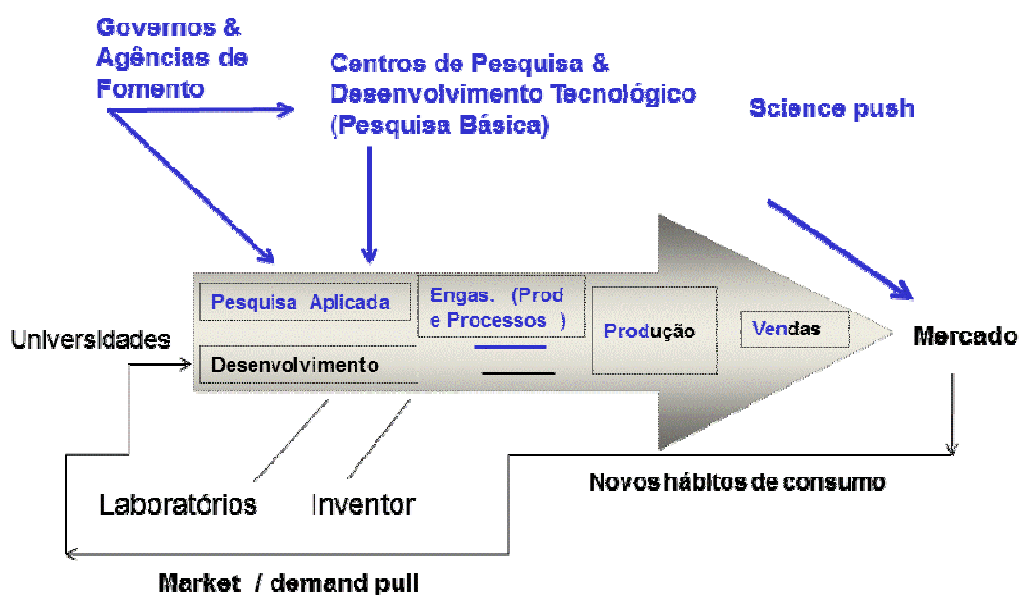 Governos &
Agências de
Fomento
Centros de Pesquisa &
Desenvolvimento Tecnológico
(Pesquisa Básica)
Science push
Pesquisa Aplicada
Engas. (Prod
e Processos )
Produção
Vendas
Universidades
Desenvolvimento
Mercado
Laboratórios
Inventor
Novos hábitos de consumo
Market / demand pull